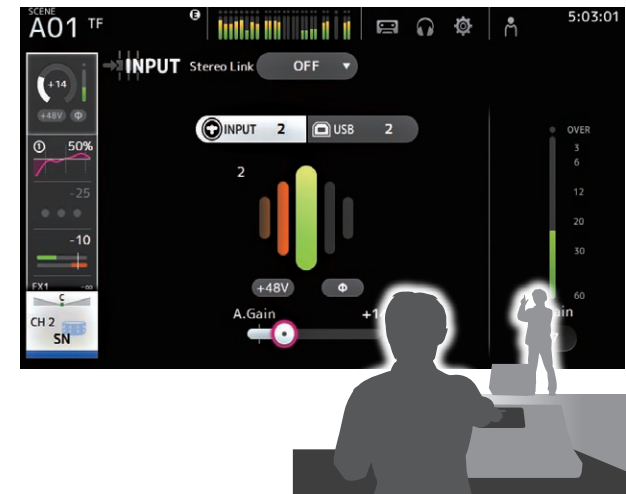 SCENE
A01 TF
E
5:03:01
INPUT Stereo Link OFF
+14
+48V Φ
INPUT 2 USB 2
① 50%
OVER
3
6
2
-25
12
20
-10
30
+48V Φ
FX1 -∞
60
C
A.Gain
CH 2
SN